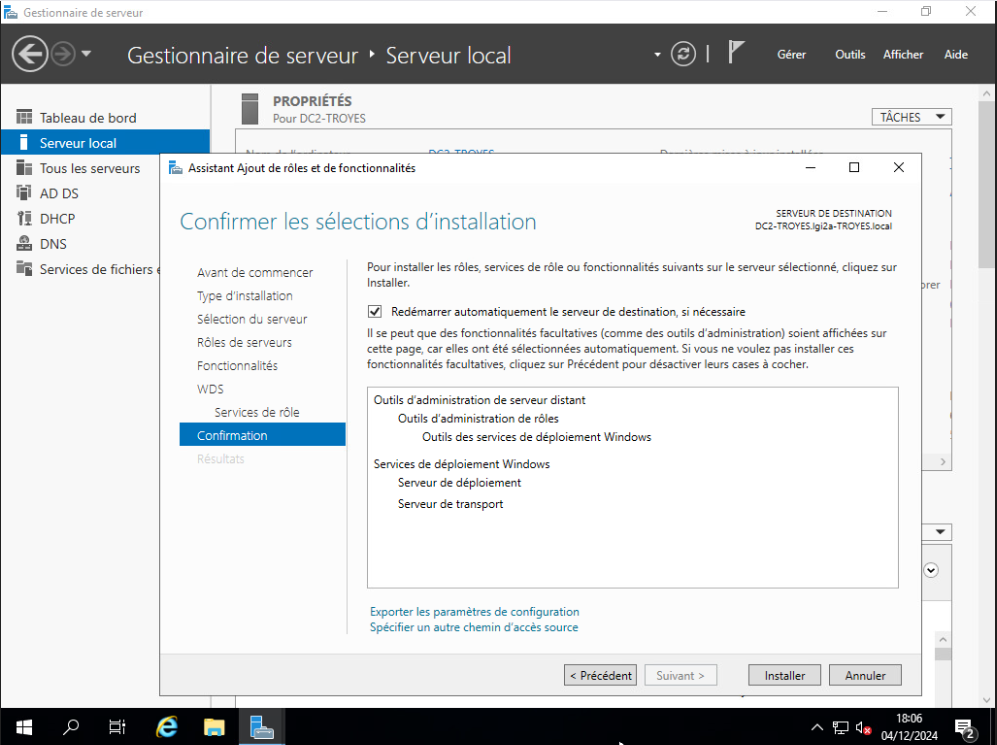 Gestionnaire de serveur
Gestionnaire de serveur ‣ Serveur local
Gérer
Outils
Afficher
Aide
Tableau de bord
Serveur local
Tous les serveurs
AD DS
DHCP
DNS
Services de fichiers
PROPRIÉTÉS
Pour DC2-TROYES
TÂCHES
DC2-TROYES
Assistant Ajout de rôles et de fonctionnalités
Confirmer les sélections d'installation
SERVEUR DE DESTINATION
DC2-TROYES.lgi2a-TROYES.local
Avant de commencer
Type d'installation
Sélection du serveur
Rôles de serveurs
Fonctionnalités
WDS
Services de rôle
Confirmation
Résultats
Pour installer les rôles, services de rôle ou fonctionnalités suivants sur le serveur sélectionné, cliquez sur
Installer.
Redémarrer automatiquement le serveur de destination, si nécessaire
Il se peut que des fonctionnalités facultatives (comme des outils d'administration) soient affichées sur
cette page, car elles ont été sélectionnées automatiquement. Si vous ne voulez pas installer ces
fonctionnalités facultatives, cliquez sur Précédent pour désactiver leurs cases à cocher.
Outils d'administration de serveur distant
Outils d'administration de rôles
Outils des services de déploiement Windows
Services de déploiement Windows
Serveur de déploiement
Serveur de transport
Exporter les paramètres de configuration
Spécifier un autre chemin d'accès source
< Précédent
Suivant >
Installer
Annuler
18:06
04/12/2024
2